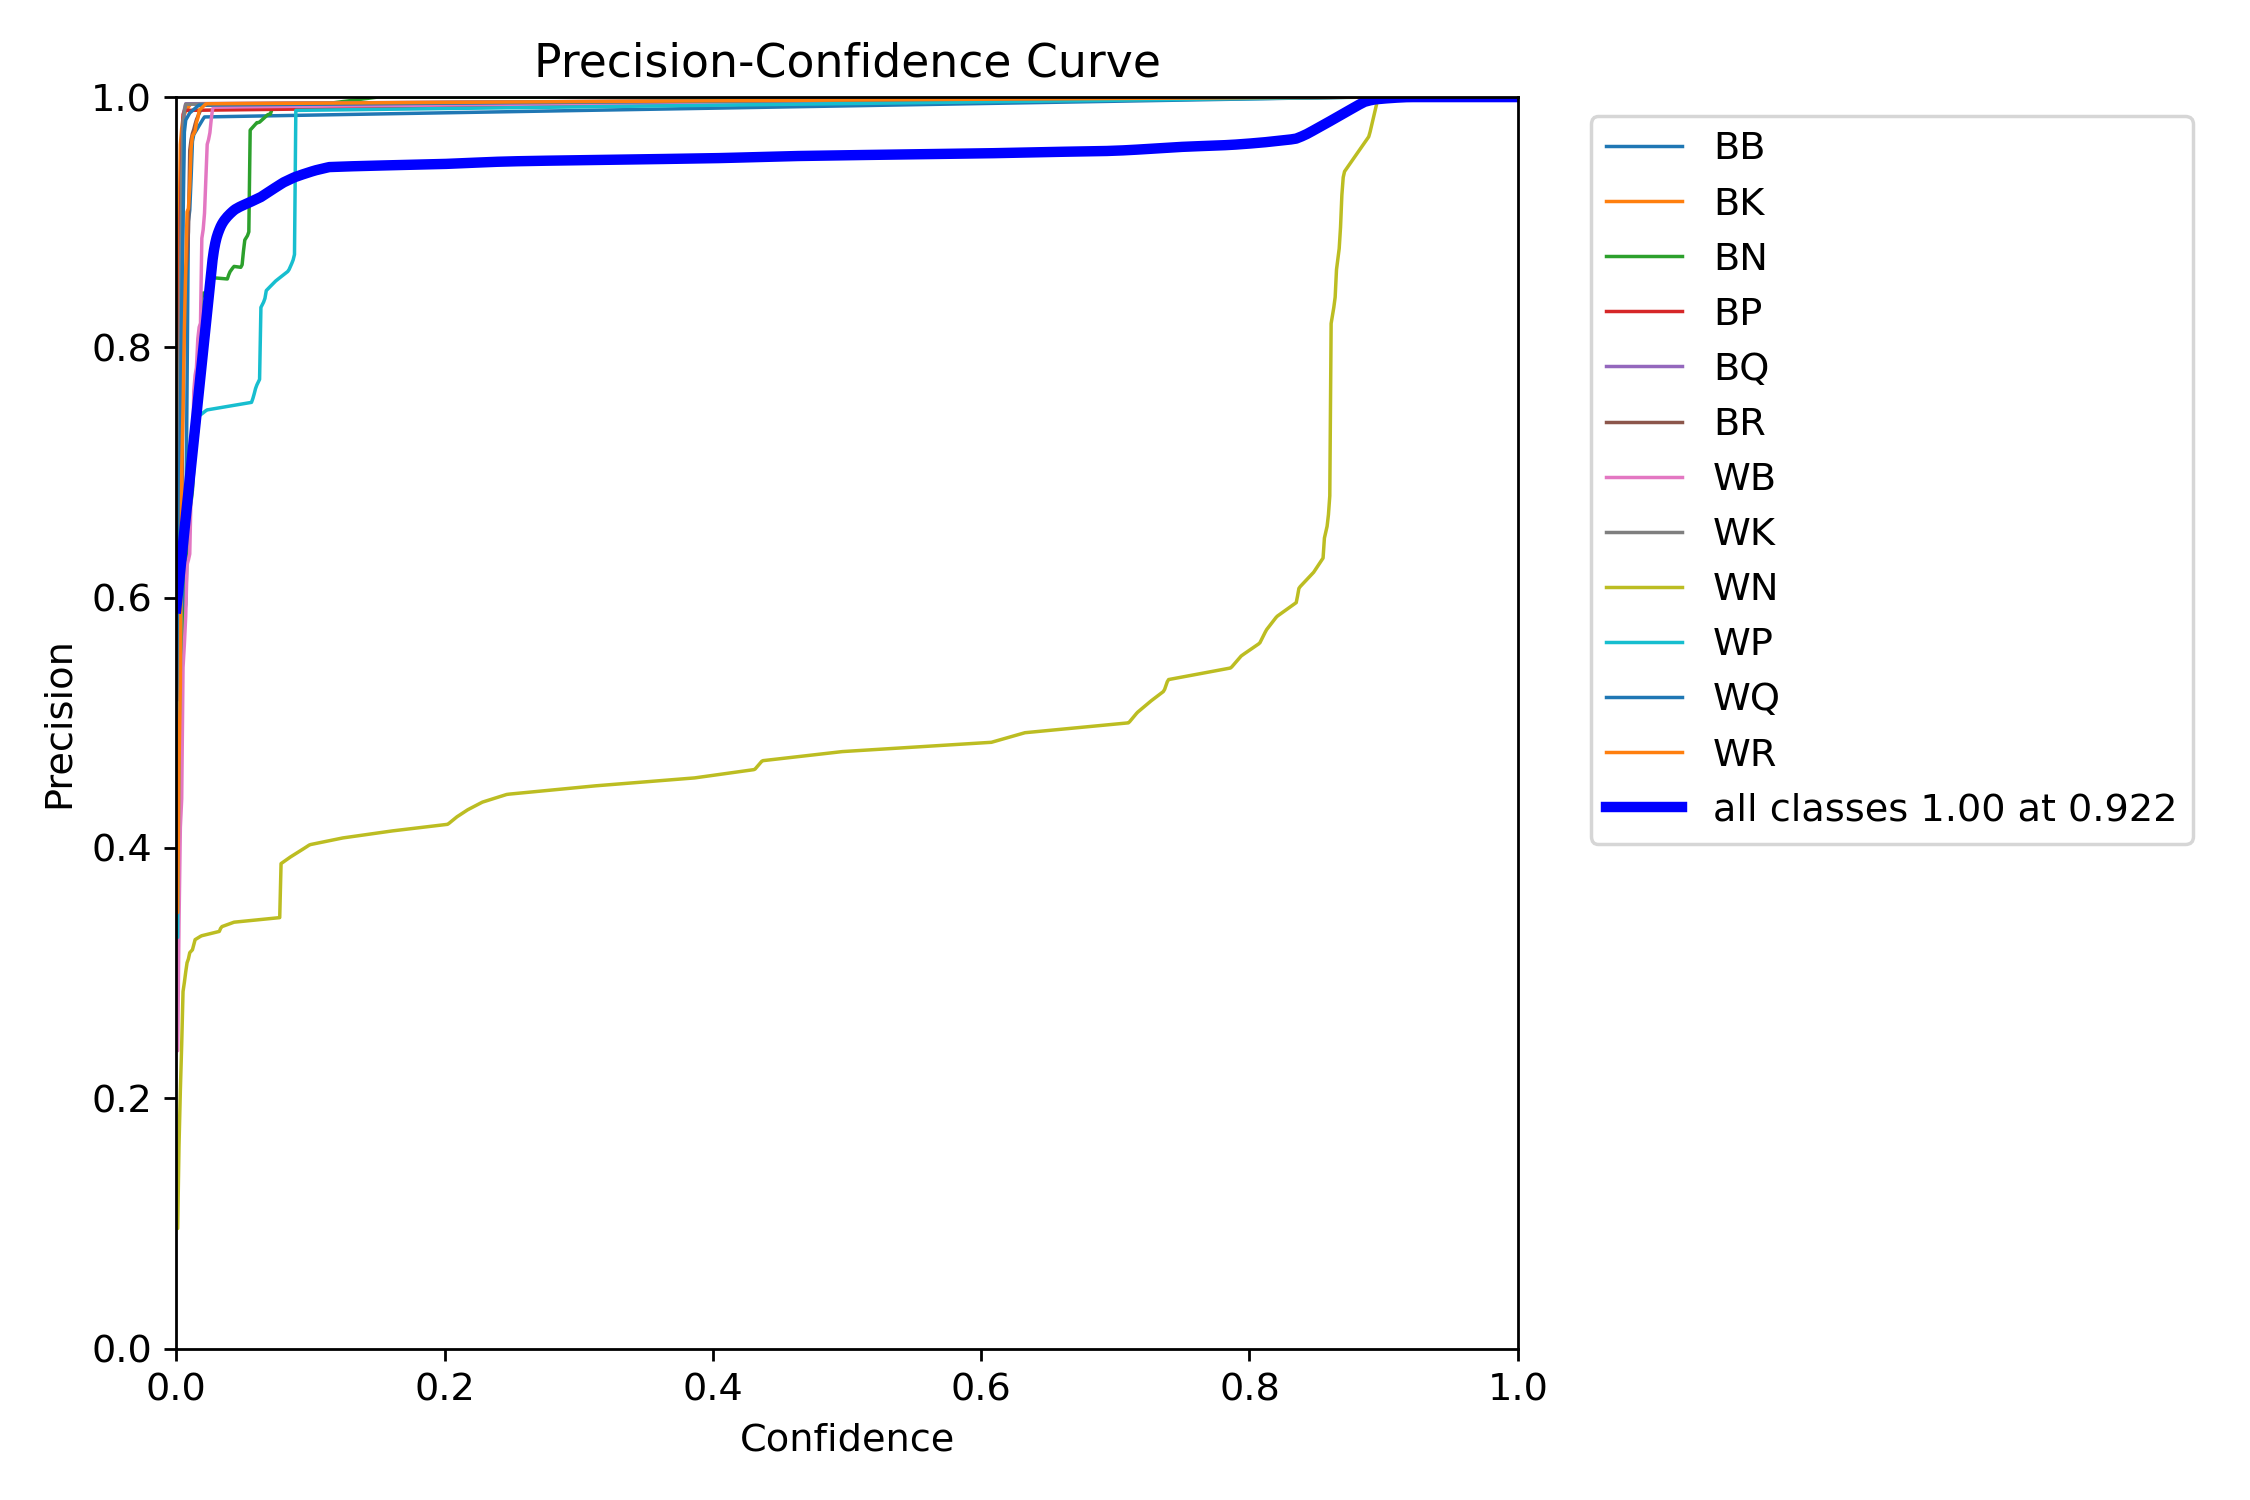 Precision-Confidence Curve
1.0
0.8
0.6
0.4
0.2
0.0
Precision
0.0 0.2 0.4 0.6 0.8 1.0
Confidence
BB
BK
BN
BP
BQ
BR
WB
WK
WN
WP
WQ
WR
all classes 1.00 at 0.922